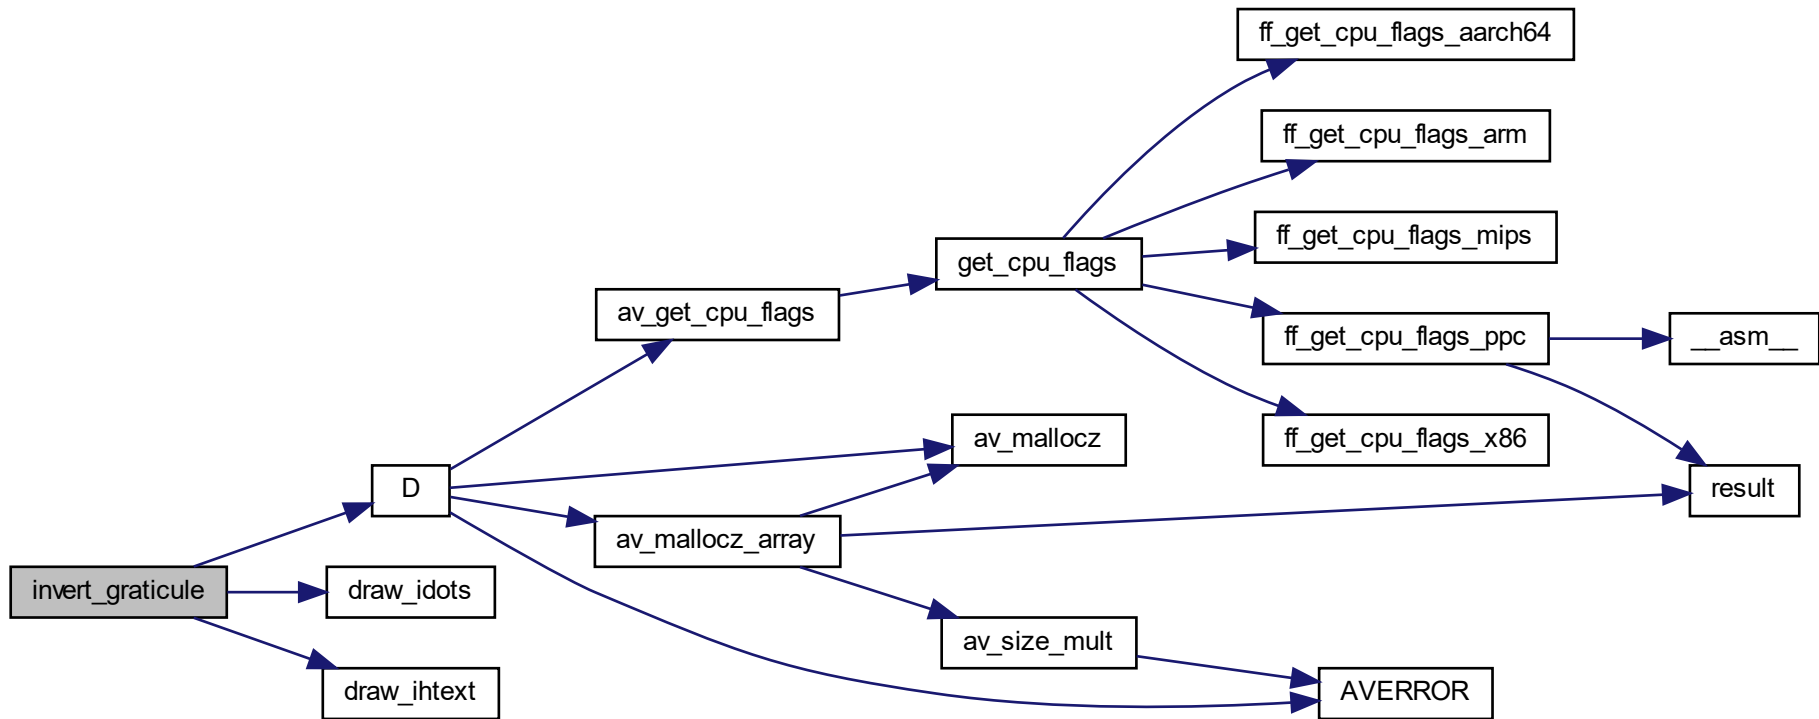 ff_get_cpu_flags_aarch64
ff_get_cpu_flags_arm
ff_get_cpu_flags_mips
get_cpu_flags
av_get_cpu_flags
ff_get_cpu_flags_ppc
__asm__
av_mallocz
ff_get_cpu_flags_x86
D
result
av_mallocz_array
invert_graticule
draw_idots
av_size_mult
draw_ihtext
AVERROR